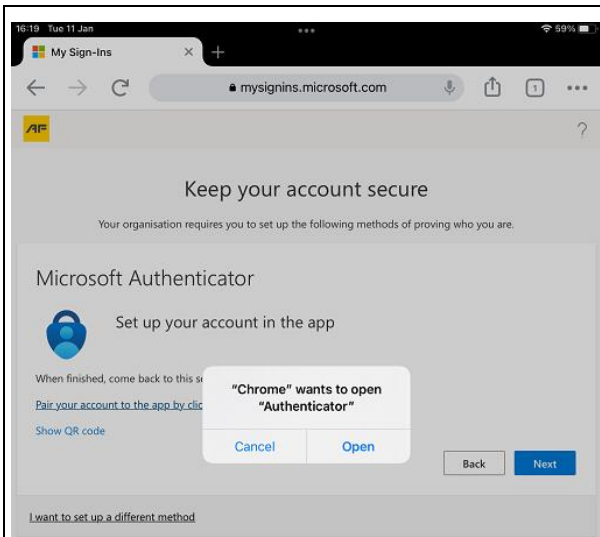 16:19 Tue 11 Jan
59%
My Sign-Ins
mysignins.microsoft.com
1
AF
?
Keep your account secure
Your organisation requires you to set up the following methods of proving who you are.
Microsoft Authenticator
Set up your account in the app
When finished, come back to this
Pair your account to the app by
Show QR code
"Chrome" wants to open
"Authenticator"
Cancel Open
Back Next
I want to set up a different method